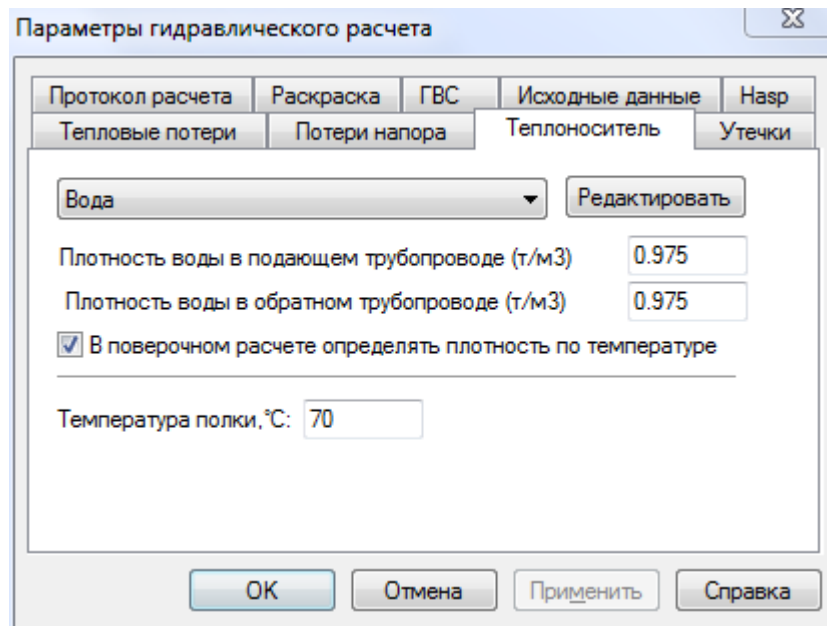 Параметры гидравлического расчета
Протокол расчета Раскраска ГВС Исходные данные Hasp
Тепловые потери Потери напора Теплоноситель Утечки
Вода Редактировать
Плотность воды в подающем трубопроводе (т/м3) 0.975
Плотность воды в обратном трубопроводе (т/м3) 0.975
В поверочном расчете определять плотность по температуре
Температура полки,°С: 70
OK Отмена Применить Справка